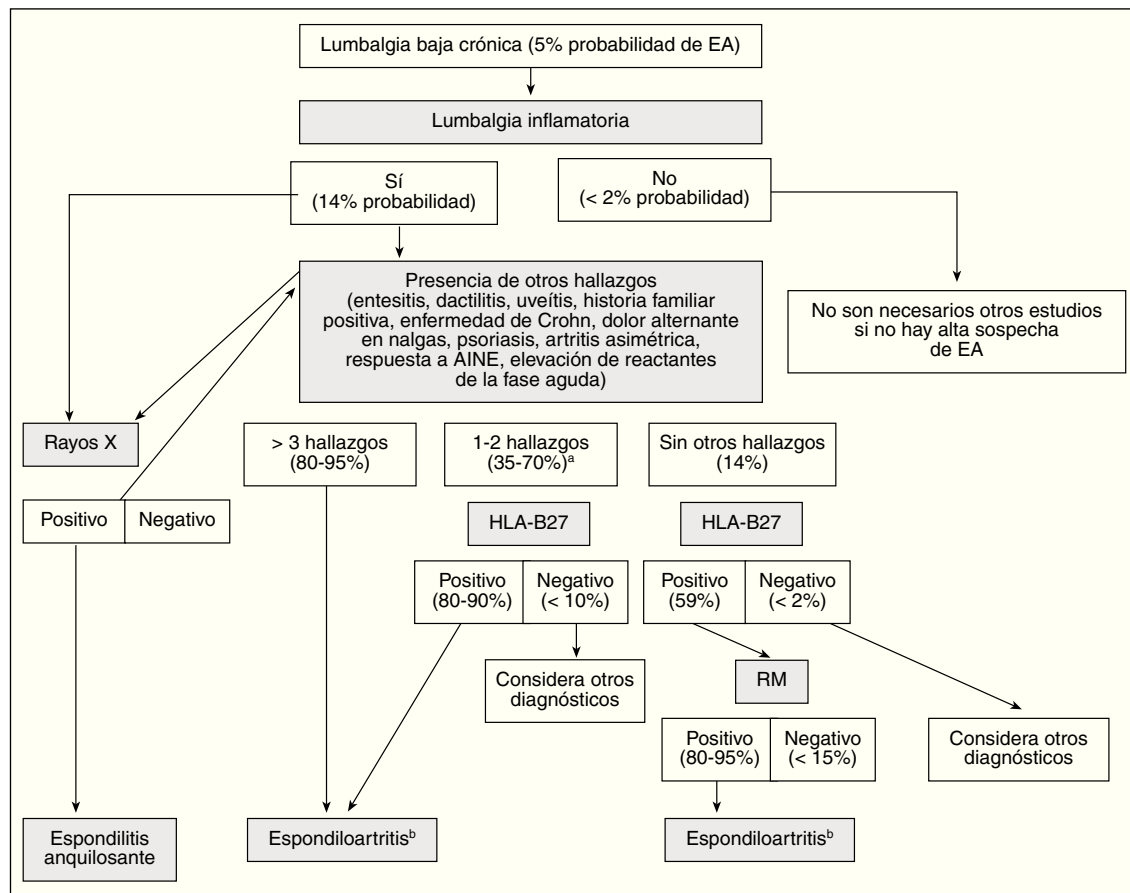 Lumbalgia baja crónica (5% probabilidad de EA)
Lumbalgia inflamatoria
Sí
(14% probabilidad)
No
(< 2% probabilidad)
Presencia de otros hallazgos
(entesitis, dactilitis, uveítis, historia familiar
positiva, enfermedad de Crohn, dolor alternante
en nalgas, psoriasis, artritis asimétrica,
respuesta a AINE, elevación de reactantes
de la fase aguda)
No son necesarios otros estudios
si no hay alta sospecha
de EA
Rayos X
> 3 hallazgos
(80-95%)
1-2 hallazgos
(35-70%)ª
Sin otros hallazgos
(14%)
Positivo
Negativo
HLA-B27
HLA-B27
Positivo
(80-90%)
Negativo
(< 10%)
Positivo
(59%)
Negativo
(< 2%)
Considera otros
diagnósticos
RM
Positivo
(80-95%)
Negativo
(< 15%)
Considera otros
diagnósticos
Espondilitis
anquilosante
Espondiloartritisᵇ
Espondiloartritisᵇ